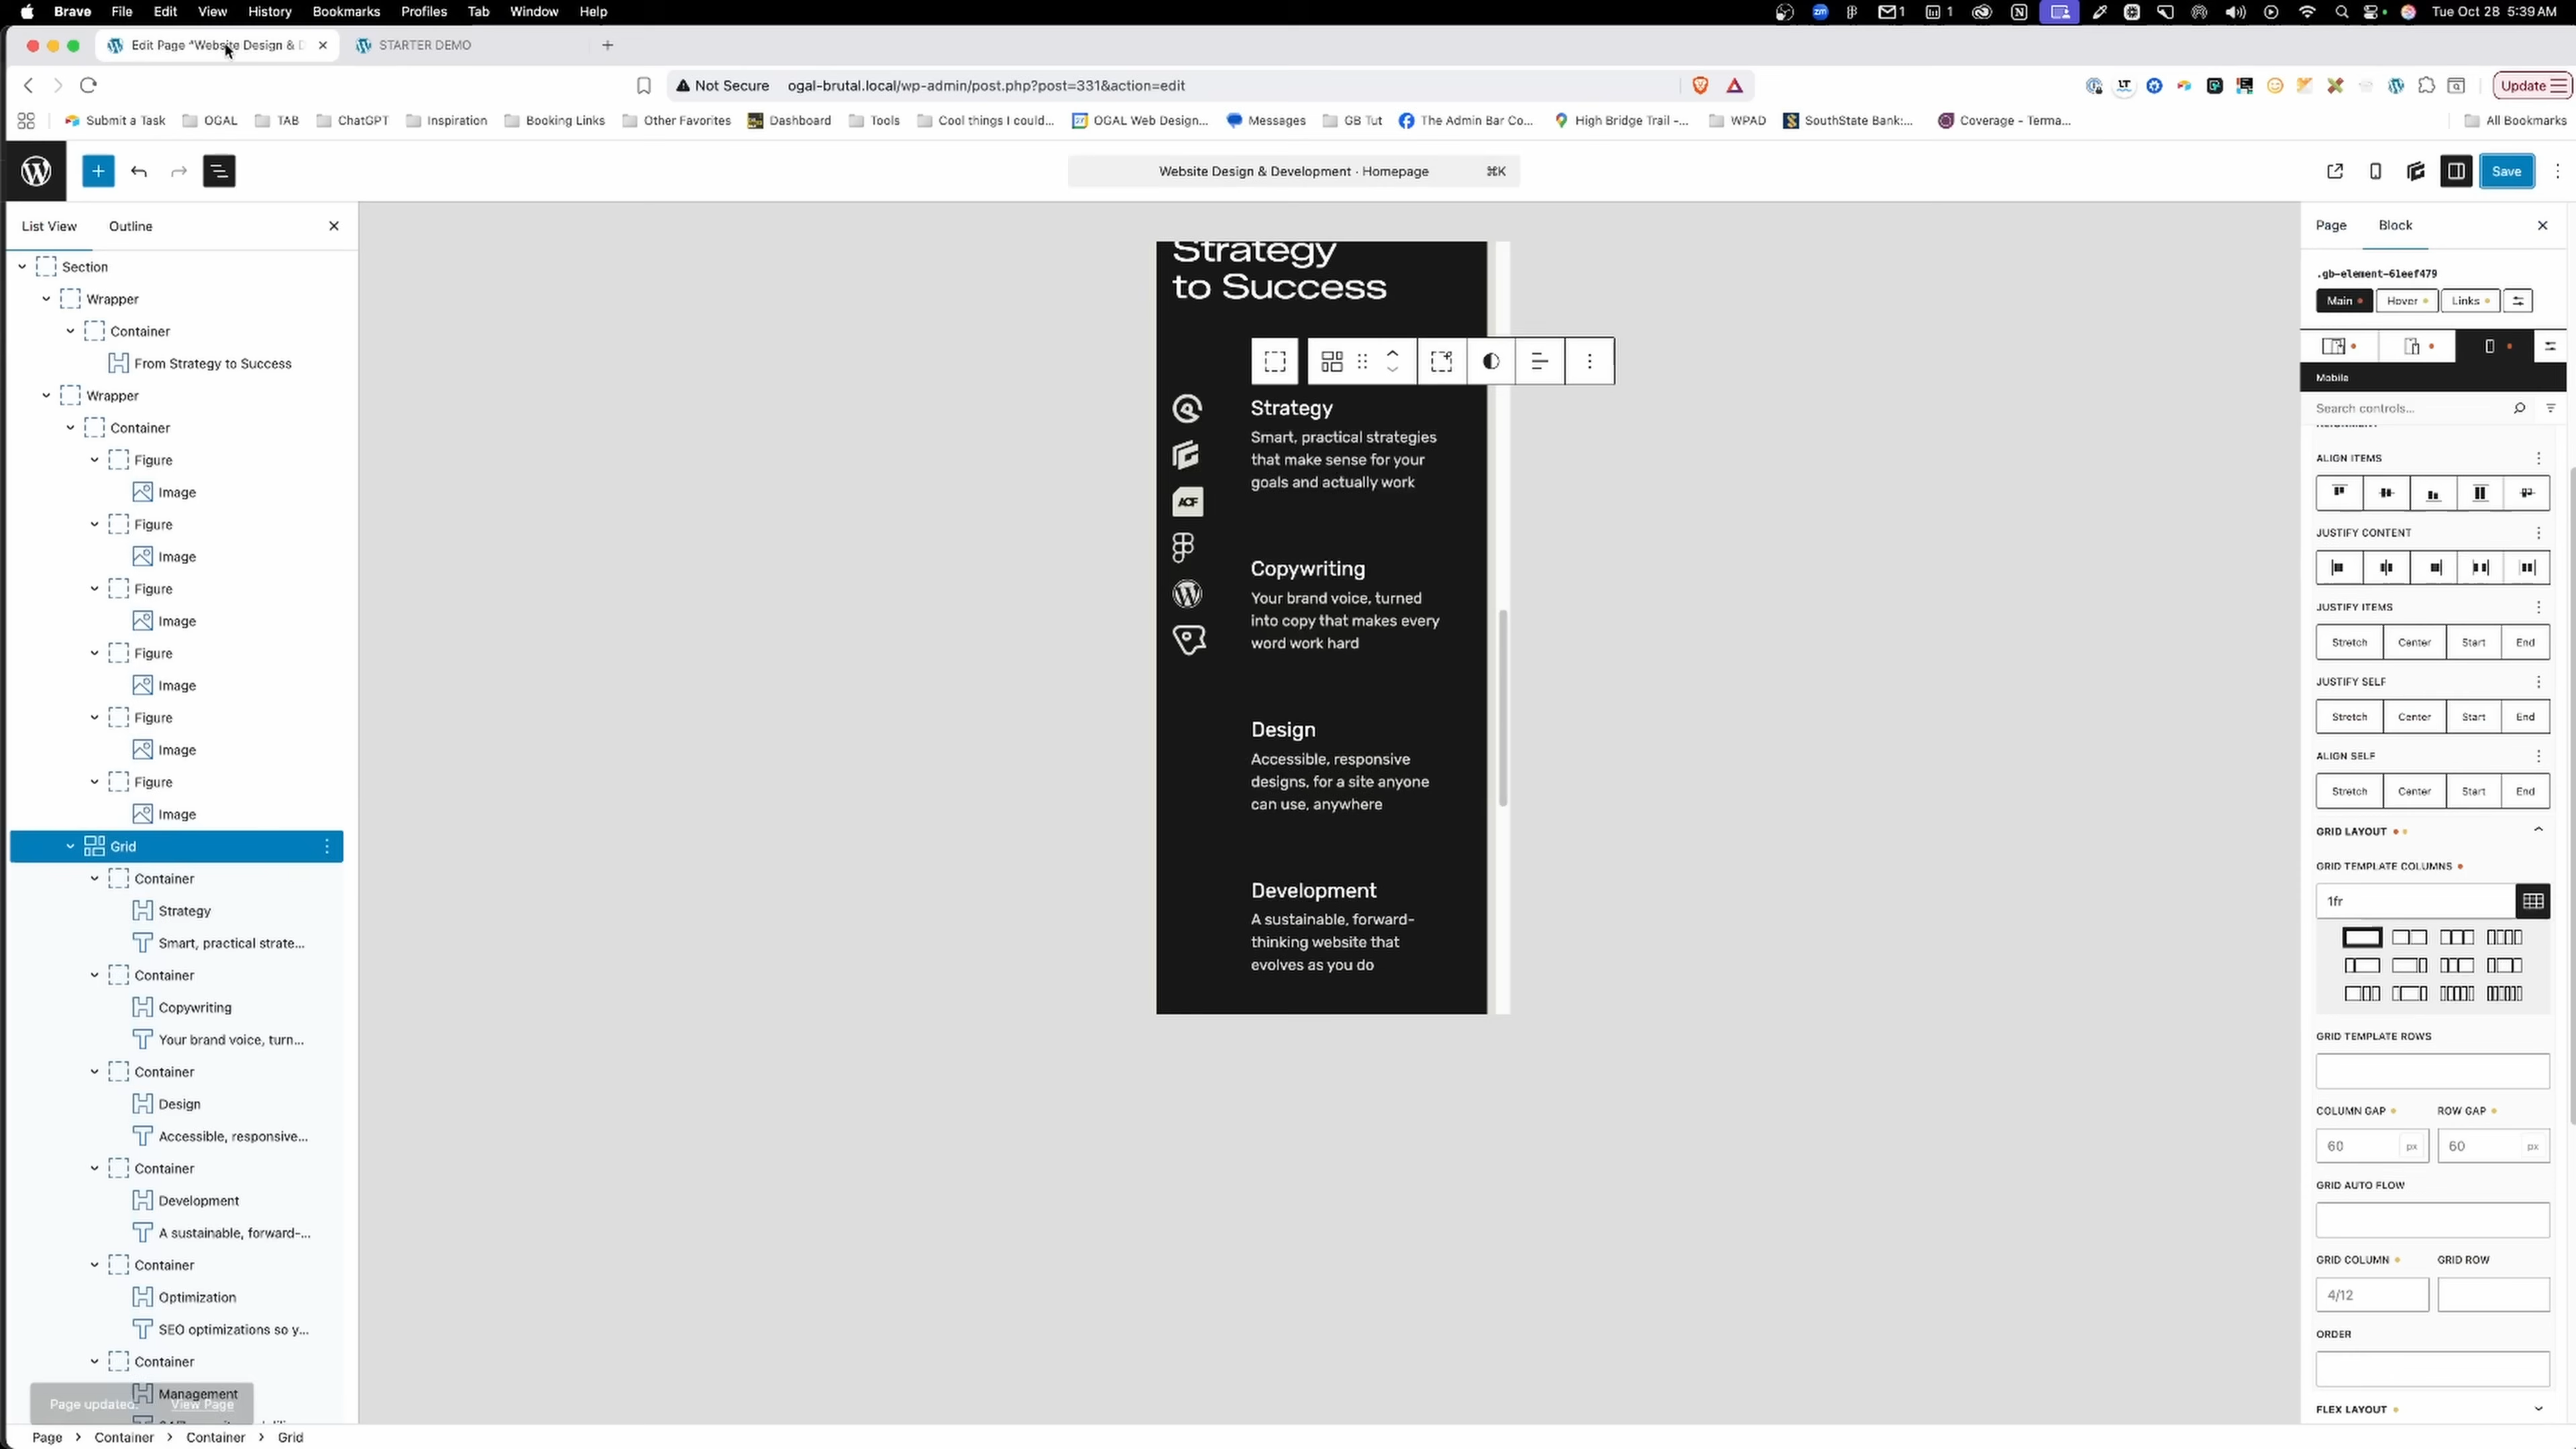 Brave File Edit View History Bookmarks Profiles Tab Window Help
zm 1 1 Tue Oct 28 5:39 AM
Edit Page "Website Design & D
STARTER DEMO
Not Secure ogal-brutal.local/wp-admin/post.php?post=331&action=edit
LT
Update
Submit a Task OGAL TAB ChatGPT Inspiration Booking Links Other Favorites Dashboard Tools Cool things I could... OGAL Web Design... Messages GB Tut The Admin Bar Co... High Bridge Trail -... WPAD SouthState Bank:... Coverage - Terma... All Bookmarks
Website Design & Development · Homepage ⌘K
Save
List View Outline
Section
Wrapper
Container
From Strategy to Success
Wrapper
Container
Figure
Image
Figure
Image
Figure
Image
Figure
Image
Figure
Image
Figure
Image
Grid
Container
Strategy
Smart, practical strate...
Container
Copywriting
Your brand voice, turn...
Container
Design
Accessible, responsive...
Container
Development
A sustainable, forward-...
Container
Optimization
SEO optimizations so y...
Container
Management
Page updated. View Page
Page > Container > Container > Grid
Strategy
to Success
ACF
Strategy
Smart, practical strategies
that make sense for your
goals and actually work
Copywriting
Your brand voice, turned
into copy that makes every
word work hard
Design
Accessible, responsive
designs, for a site anyone
can use, anywhere
Development
A sustainable, forward-
thinking website that
evolves as you do
Page Block
.gb-element-61eef479
Main Hover Links
Mobile
Search controls...
ALIGNMENT
ALIGN ITEMS
JUSTIFY CONTENT
JUSTIFY ITEMS
Stretch Center Start End
JUSTIFY SELF
Stretch Center Start End
ALIGN SELF
Stretch Center Start End
GRID LAYOUT
GRID TEMPLATE COLUMNS
1fr
GRID TEMPLATE ROWS
COLUMN GAP ROW GAP
60 px 60 px
GRID AUTO FLOW
GRID COLUMN GRID ROW
4/12
ORDER
FLEX LAYOUT